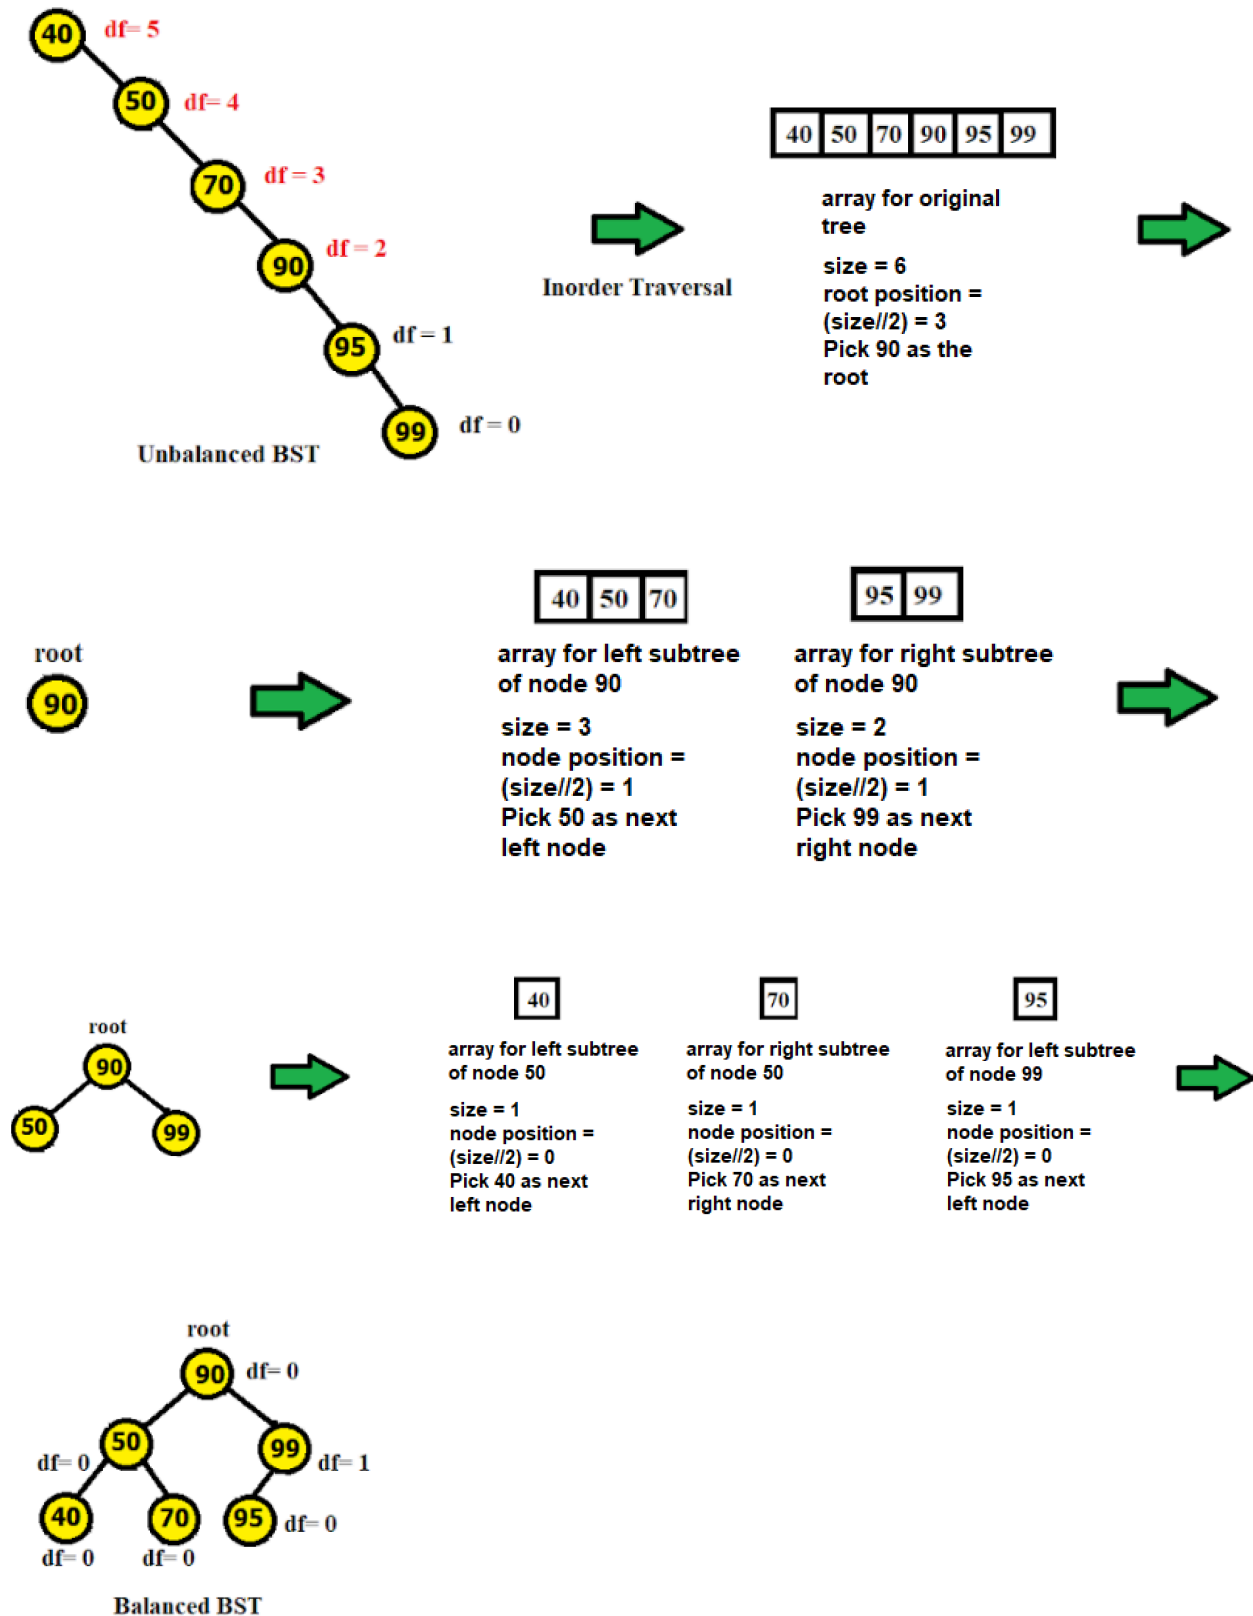 40 df= 5
50 df= 4
70 df = 3
90 df = 2
95 df = 1
99 df = 0
Unbalanced BST
Inorder Traversal
40 50 70 90 95 99
array for original
tree
size = 6
root position =
(size//2) = 3
Pick 90 as the
root
root
90
40 50 70
array for left subtree
of node 90
size = 3
node position =
(size//2) = 1
Pick 50 as next
left node
95 99
array for right subtree
of node 90
size = 2
node position =
(size//2) = 1
Pick 99 as next
right node
root
90
50 99
40
array for left subtree
of node 50
size = 1
node position =
(size//2) = 0
Pick 40 as next
left node
70
array for right subtree
of node 50
size = 1
node position =
(size//2) = 0
Pick 70 as next
right node
95
array for left subtree
of node 99
size = 1
node position =
(size//2) = 0
Pick 95 as next
left node
root
90 df= 0
50 99
df= 0 df= 1
40 70 95 df= 0
df= 0 df= 0
Balanced BST